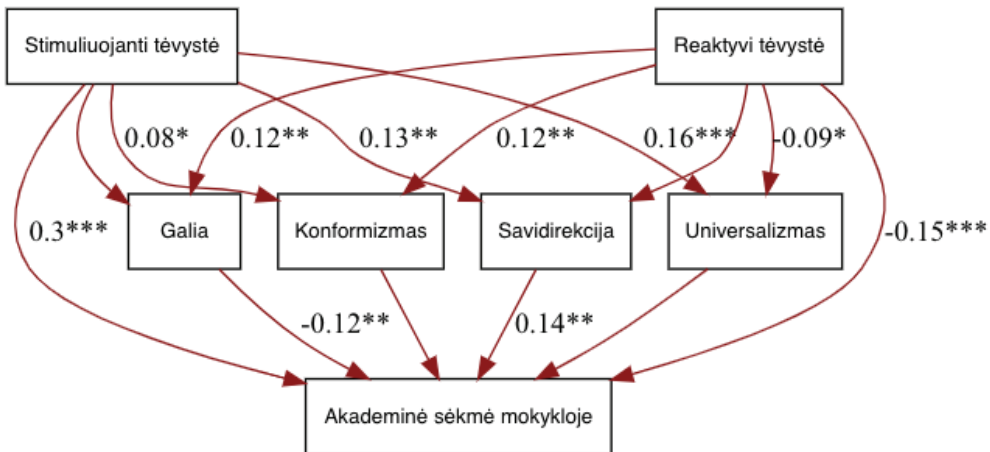 Stimuliuojanti tėvystė
Reaktyvi tėvystė
0.08*
0.12**
0.13**
0.12**
0.16***
-0.09*
0.3***
Galia
Konformizmas
Savidirekcija
Universalizmas
-0.15***
-0.12**
0.14**
Akademinė sėkmė mokykloje